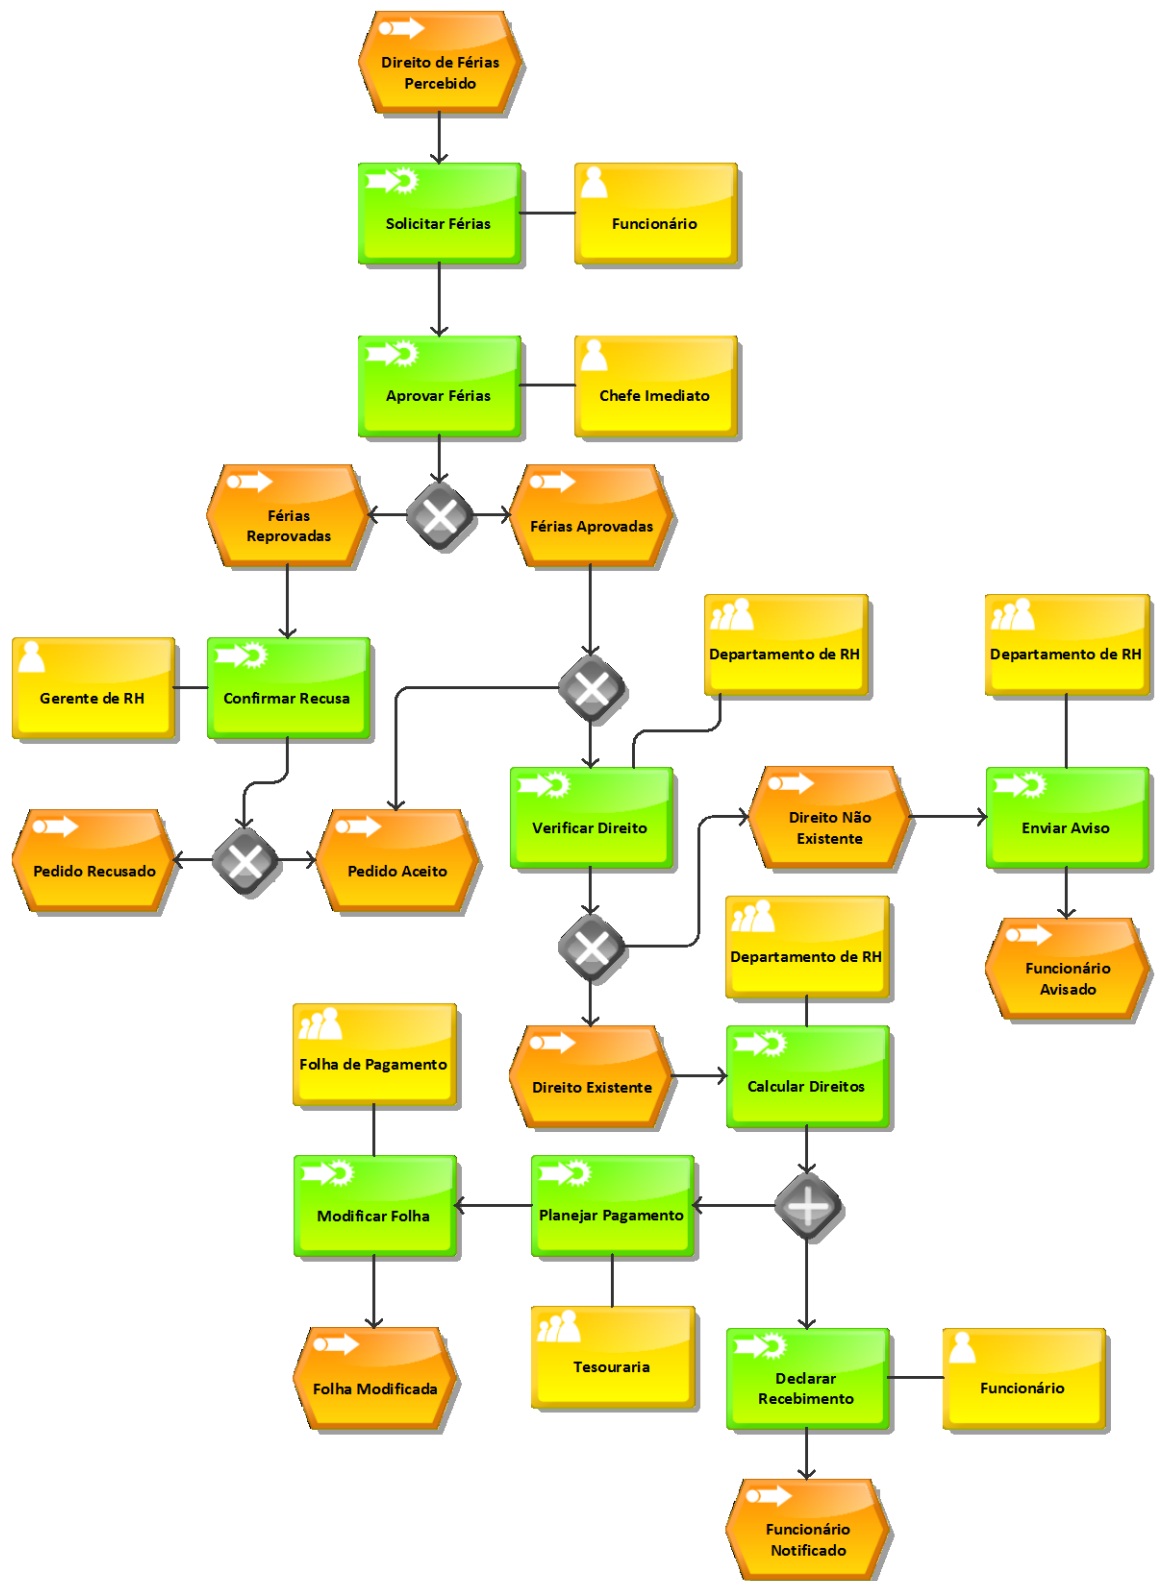 Direito de Férias
Percebido
Solicitar Férias
Funcionário
Aprovar Férias
Chefe Imediato
Férias
Reprovadas
Férias Aprovadas
Departamento de RH
Departamento de RH
Gerente de RH
Confirmar Recusa
Verificar Direito
Direito Não
Existente
Enviar Aviso
Pedido Recusado
Pedido Aceito
Departamento de RH
Funcionário
Avisado
Folha de Pagamento
Direito Existente
Calcular Direitos
Modificar Folha
Planejar Pagamento
Folha Modificada
Tesouraria
Declarar
Recebimento
Funcionário
Funcionário
Notificado